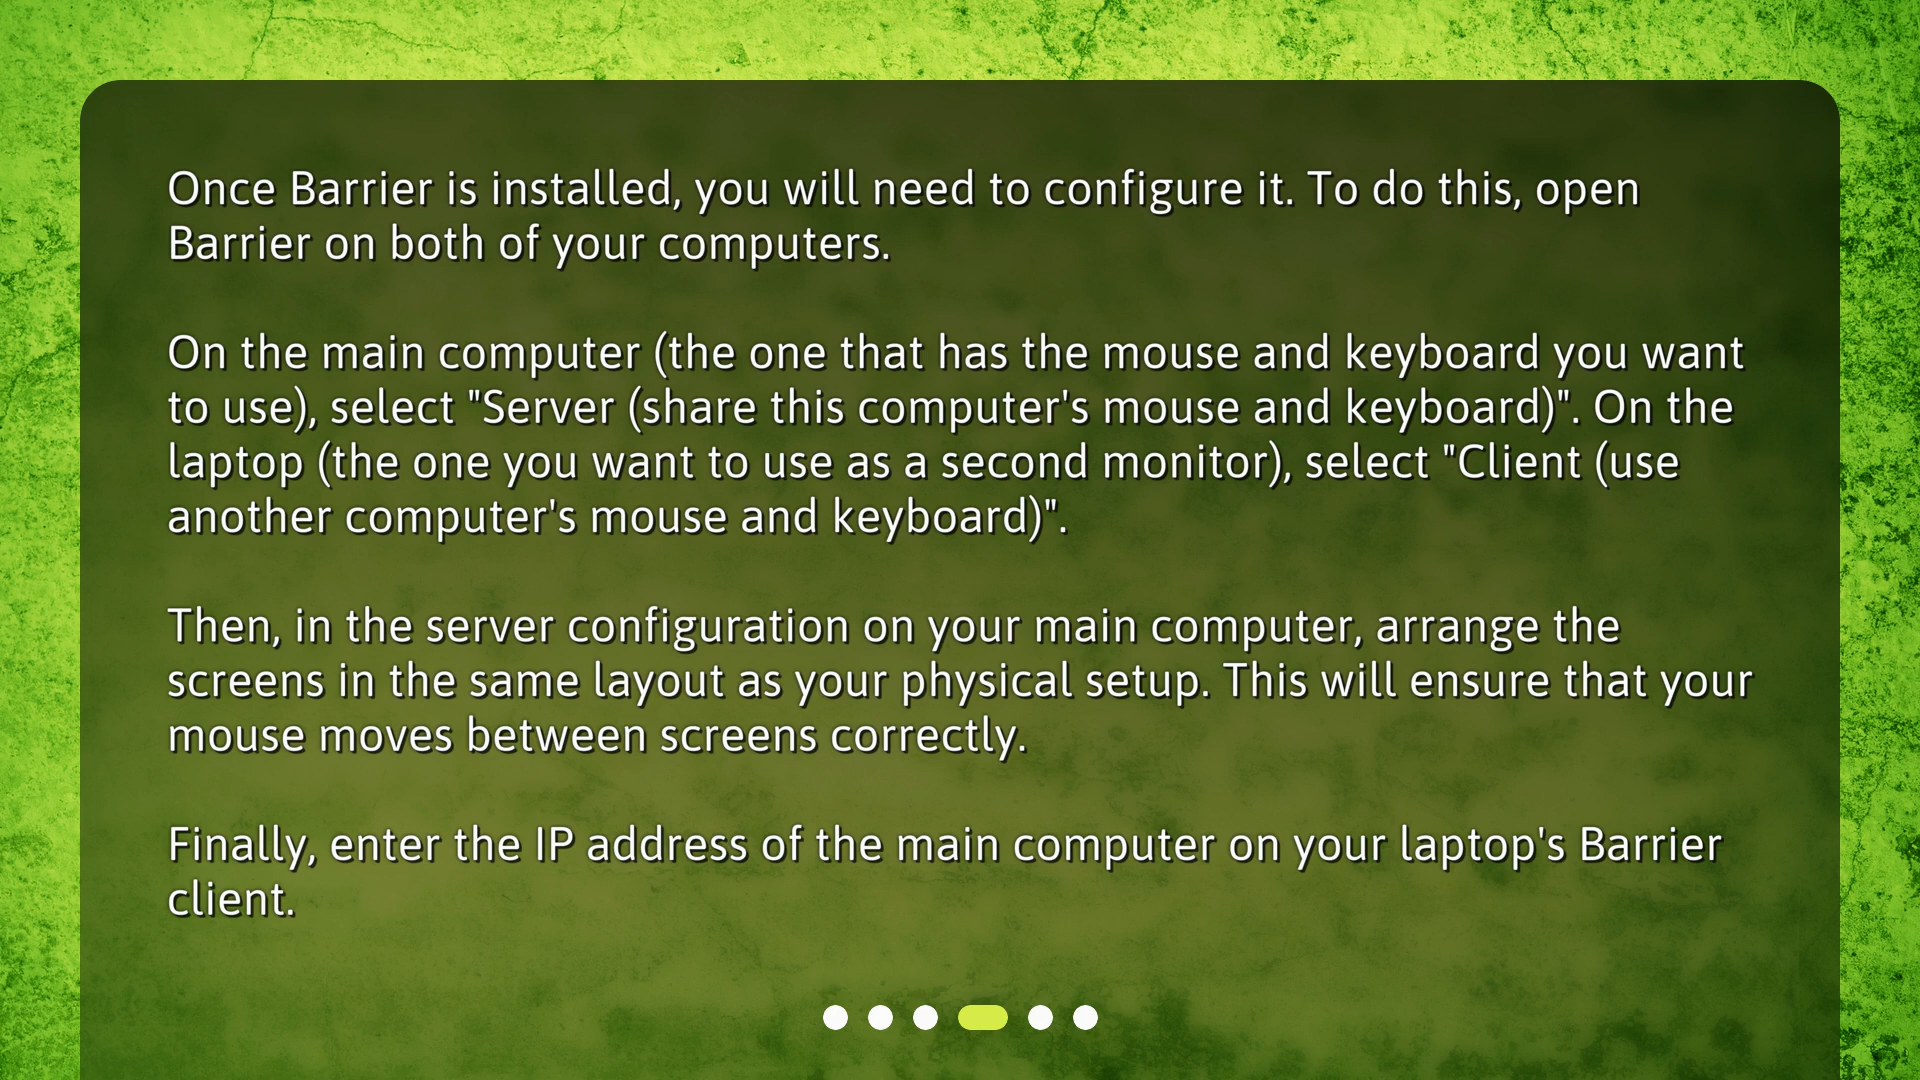 Once Barrier is installed, you will need to configure it. To do this, open
Barrier on both of your computers.
On the main computer (the one that has the mouse and keyboard you want
to use), select "Server (share this computer's mouse and keyboard)". On the
laptop (the one you want to use as a second monitor), select "Client (use
another computer's mouse and keyboard)".
Then, in the server configuration on your main computer, arrange the
screens in the same layout as your physical setup. This will ensure that your
mouse moves between screens correctly.
Finally, enter the IP address of the main computer on your laptop's Barrier
client.